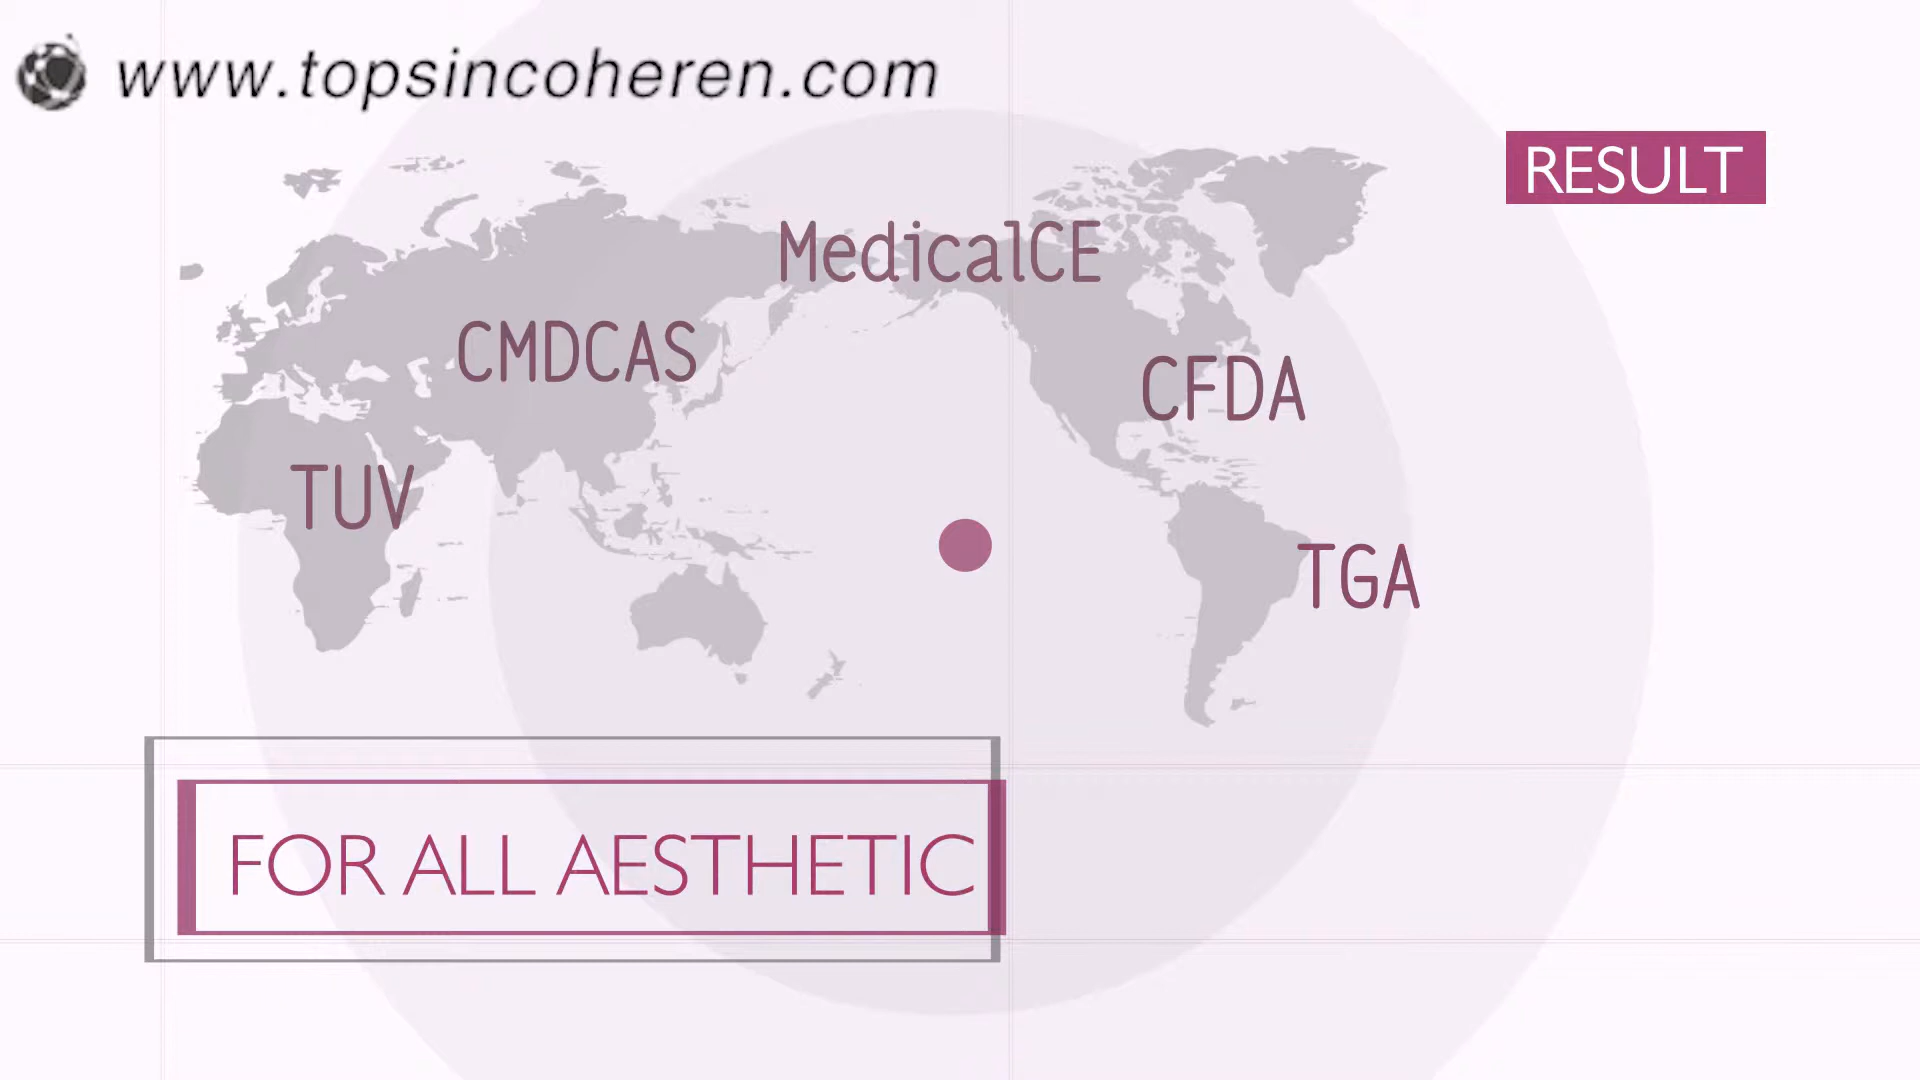 www.topsincoheren.com
RESULT
MedicalCE
CMDCAS
CFDA
TUV
TGA
FOR ALL AESTHETIC